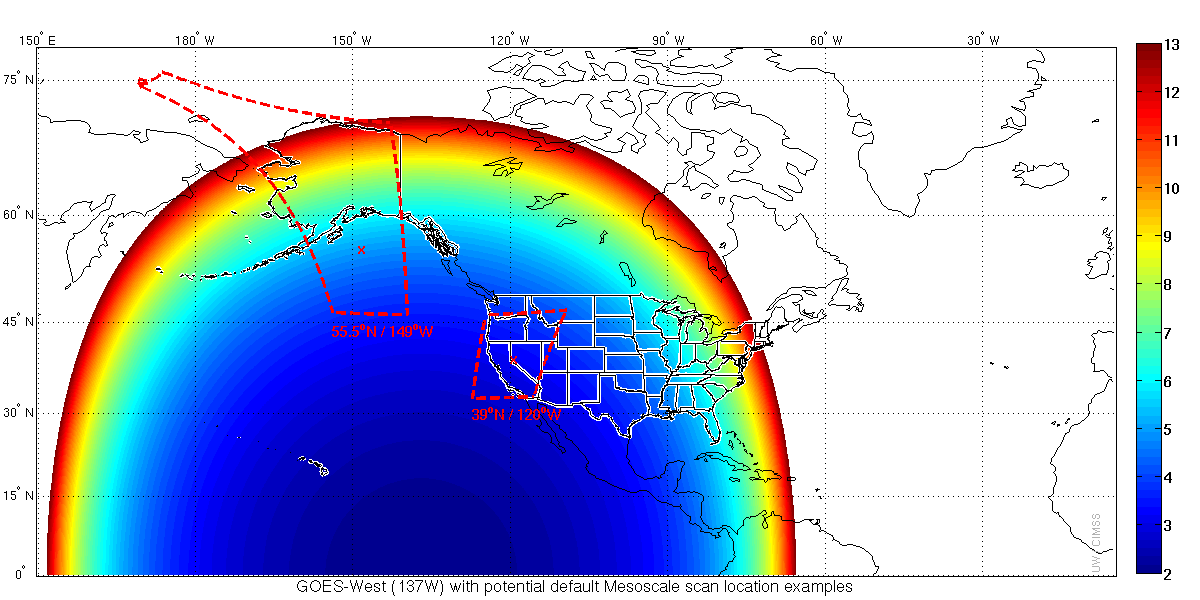 150° E 180° W 150° W 120° W 90° W 60° W 30° W
75° N
60° N
45° N
30° N
15° N
0°
55.5°N / 149°W
39°N / 120°W
x
x
13
12
11
10
9
8
7
6
5
4
3
2
UW / CIMSS
GOES-West (137W) with potential default Mesoscale scan location examples